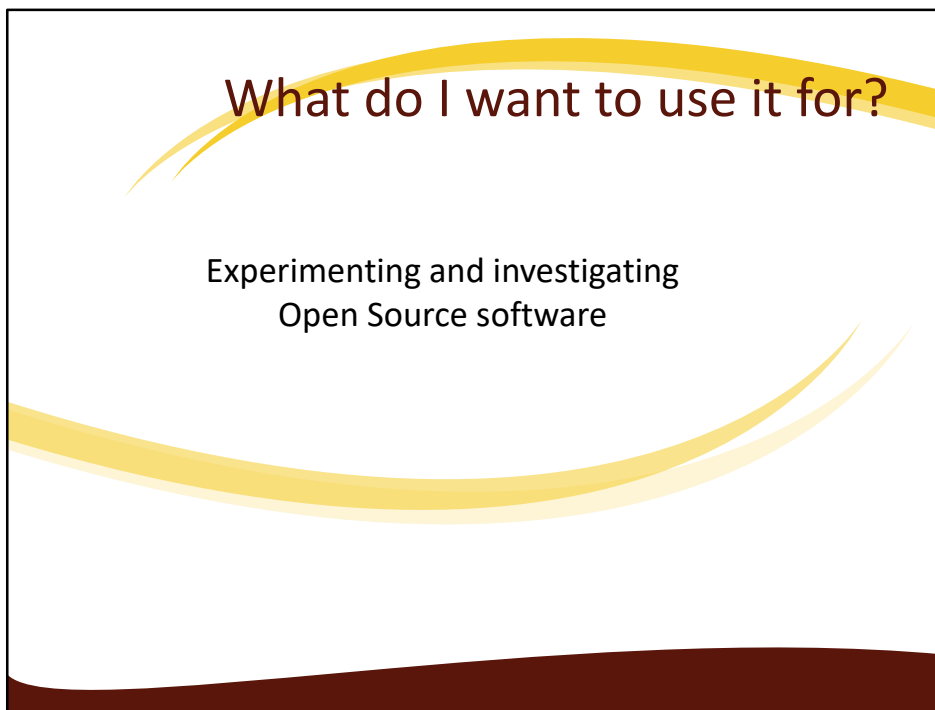 What do I want to use it for?
Experimenting and investigating
Open Source software